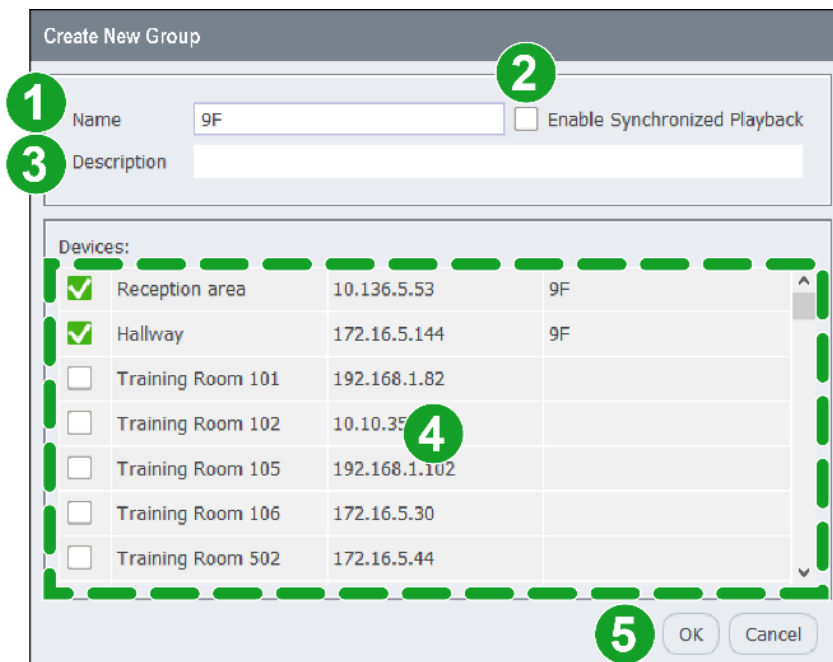 Create New Group
1 Name 9F 2 Enable Synchronized Playback
3 Description
Devices:
Reception area 10.136.5.53 9F
Hallway 172.16.5.144 9F
Training Room 101 192.168.1.82
Training Room 102 10.10.35
4
Training Room 105 192.168.1.102
Training Room 106 172.16.5.30
Training Room 502 172.16.5.44
5 OK Cancel